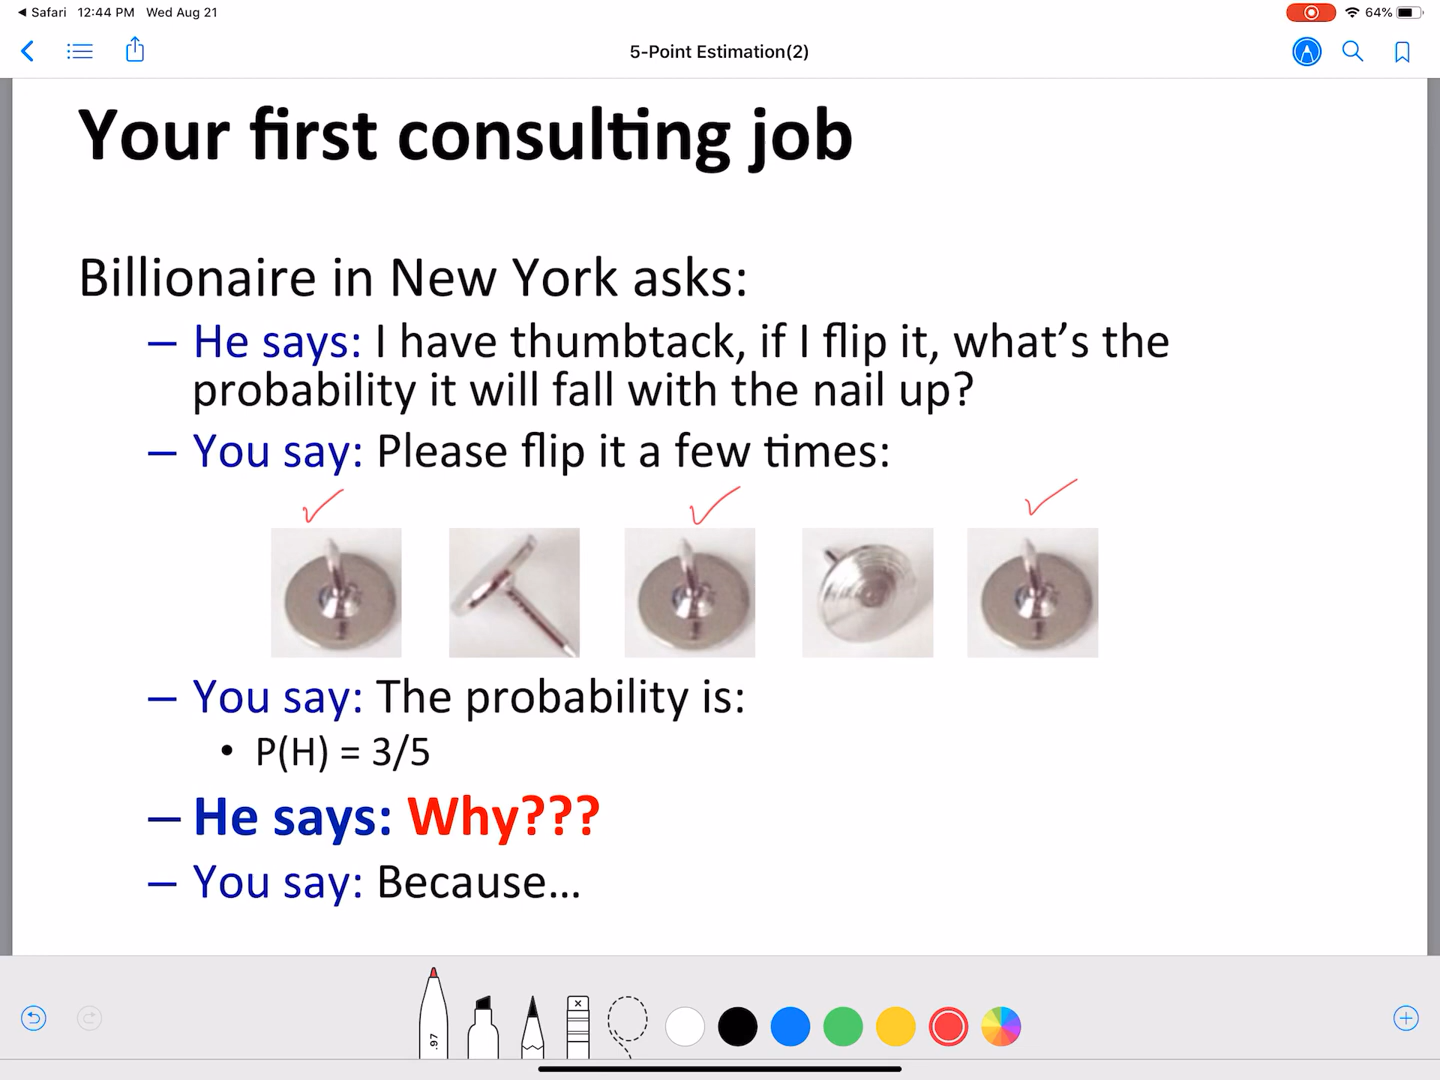 Safari 12:44 PM Wed Aug 21 64%
5-Point Estimation(2)
Your first consulting job
Billionaire in New York asks:
– He says: I have thumbtack, if I flip it, what’s the
probability it will fall with the nail up?
– You say: Please flip it a few times:
– You say: The probability is:
• P(H) = 3/5
– He says: Why???
– You say: Because...
.97